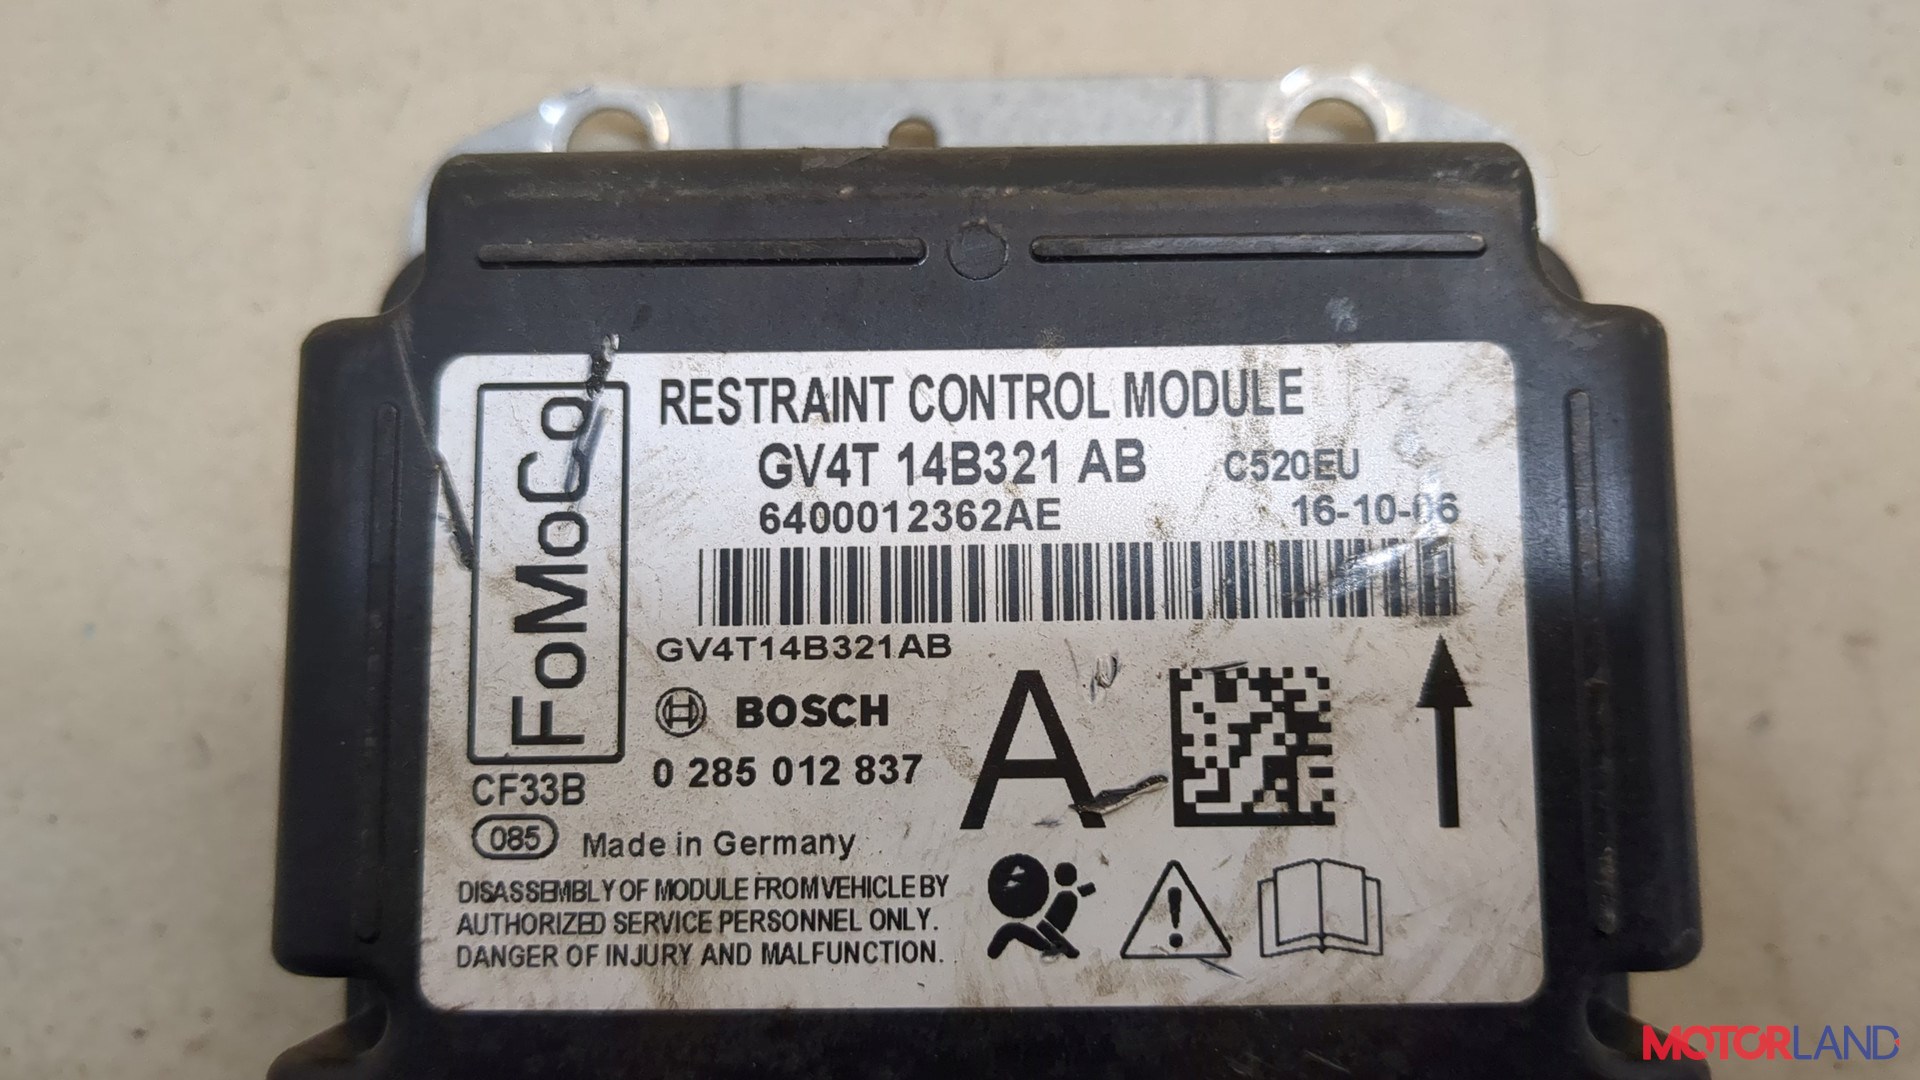 FoMoCo
RESTRAINT CONTROL MODULE
GV4T 14B321 AB C520EU
6400012362AE 16-10-06
GV4T14B321AB
BOSCH
A
0 285 012 837
CF33B
085 Made in Germany
DISASSEMBLY OF MODULE FROM VEHICLE BY
AUTHORIZED SERVICE PERSONNEL ONLY.
DANGER OF INJURY AND MALFUNCTION.
MOTORLAND